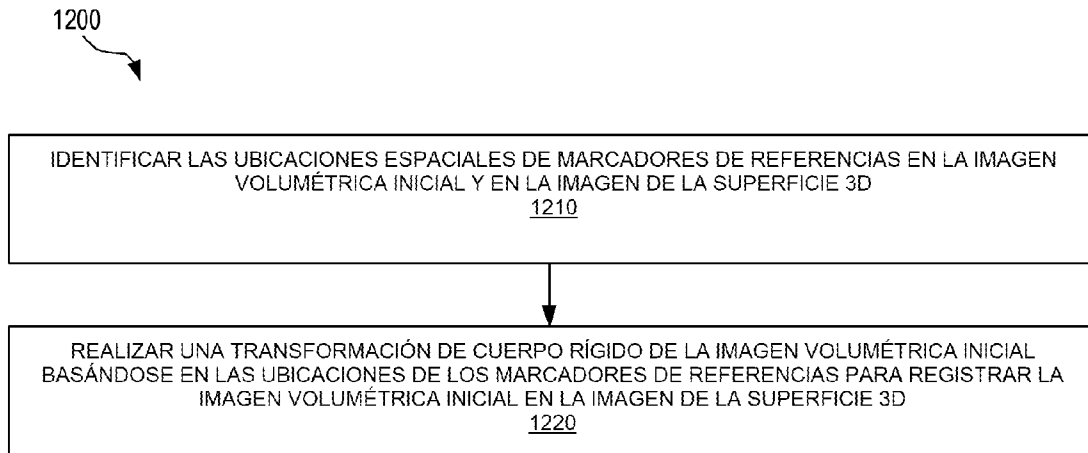 1200
IDENTIFICAR LAS UBICACIONES ESPACIALES DE MARCADORES DE REFERENCIAS EN LA IMAGEN
VOLUMÉTRICA INICIAL Y EN LA IMAGEN DE LA SUPERFICIE 3D
1210
REALIZAR UNA TRANSFORMACIÓN DE CUERPO RÍGIDO DE LA IMAGEN VOLUMÉTRICA INICIAL
BASÁNDOSE EN LAS UBICACIONES DE LOS MARCADORES DE REFERENCIAS PARA REGISTRAR LA
IMAGEN VOLUMÉTRICA INICIAL EN LA IMAGEN DE LA SUPERFICIE 3D
1220